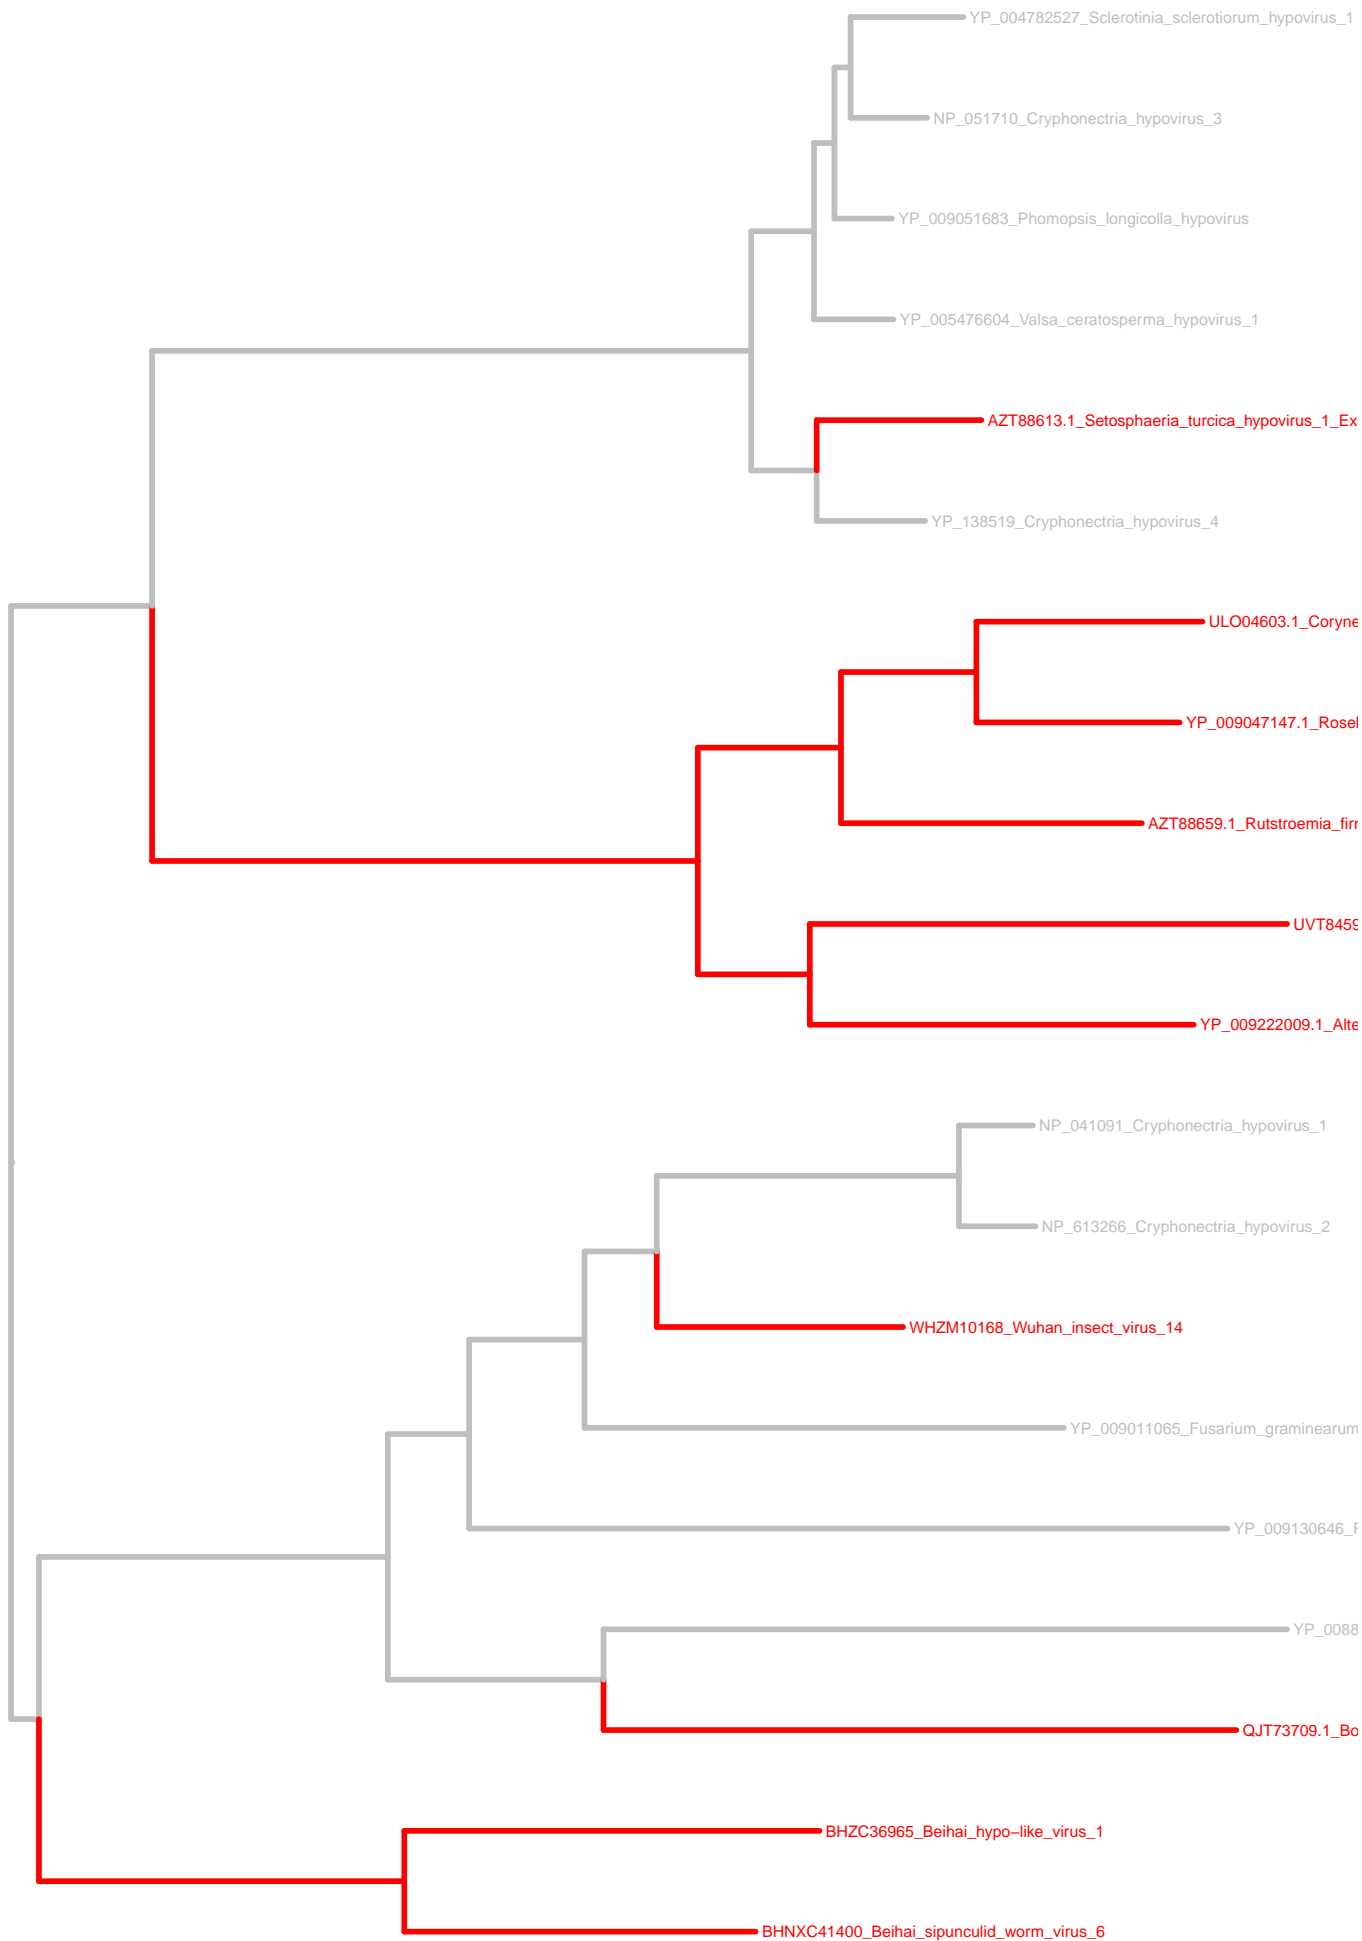 YP_004782527_Sclerotinia_sclerotiorum_hypovirus_1
NP_051710_Cryphonectria_hypovirus_3
YP_009051683_Phomopsis_longicolla_hypovirus
YP_005476604_Valsa_ceratosperma_hypovirus_1
AZT88613.1_Setosphaeria_turcica_hypovirus_1_Ex
YP_138519_Cryphonectria_hypovirus_4
ULO04603.1_Coryne
YP_009047147.1_Rosel
AZT88659.1_Rutstroemia_firr
UVT8459
YP_009222009.1_Alte
NP_041091_Cryphonectria_hypovirus_1
NP_613266_Cryphonectria_hypovirus_2
WHZM10168_Wuhan_insect_virus_14
YP_009011065_Fusarium_graminearum
YP_009130646_F
YP_0088
QJT73709.1_Bo
BHZC36965_Beihai_hypo−like_virus_1
BHNXC41400_Beihai_sipunculid_worm_virus_6